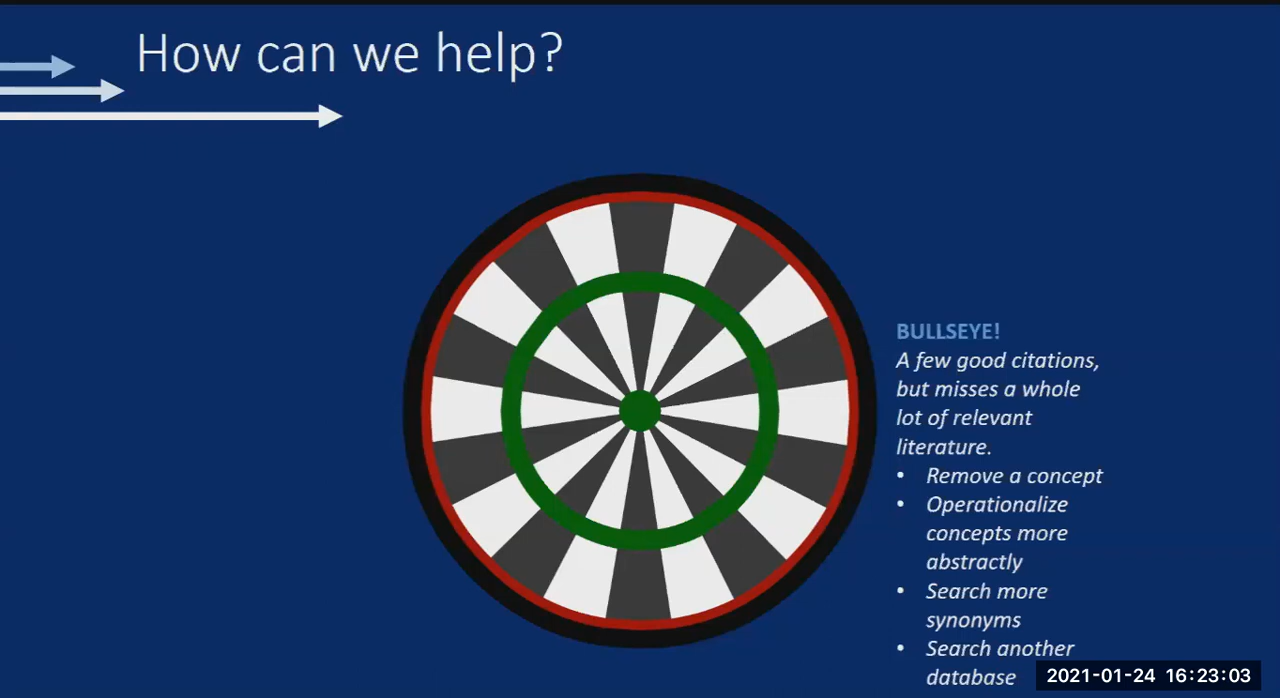 How can we help?
BULLSEYE!
A few good citations,
but misses a whole
lot of relevant
literature.
• Remove a concept
• Operationalize
concepts more
abstractly
• Search more
synonyms
• Search another
database
2021-01-24 16:23:03